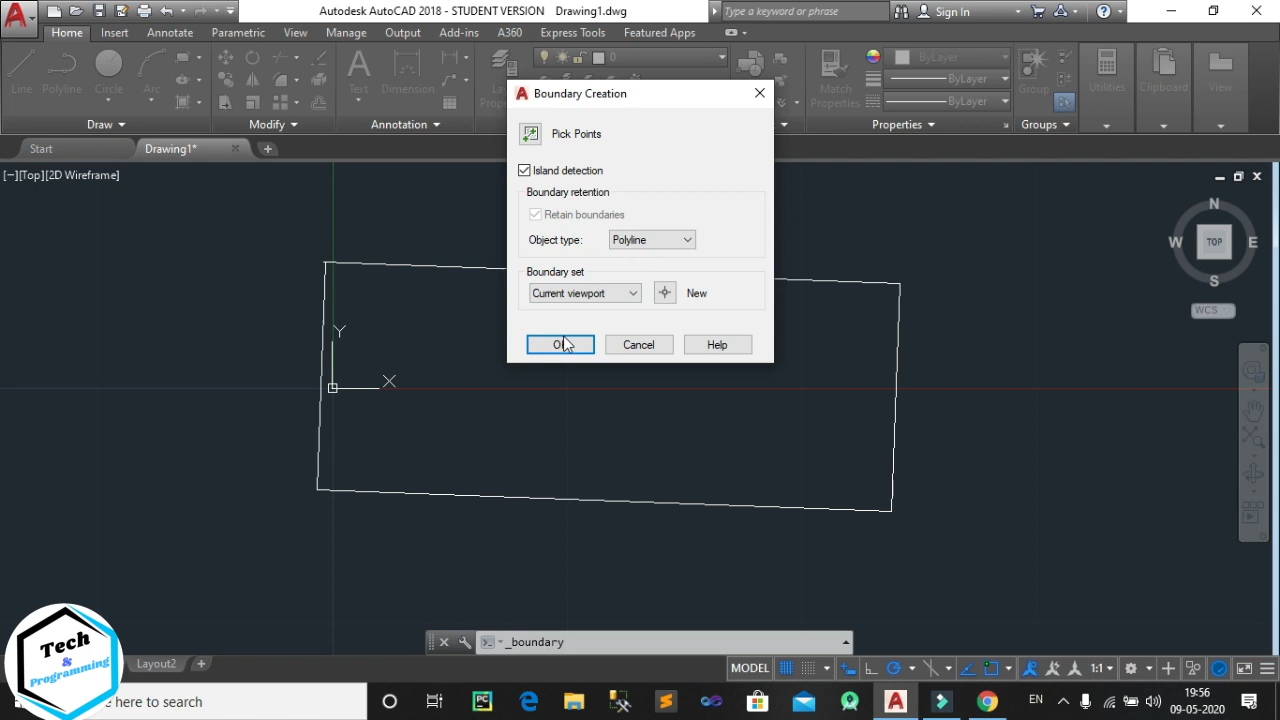 Autodesk AutoCAD 2018 - STUDENT VERSION Drawing1.dwg
Type a keyword or phrase
Sign In
Home Insert Annotate Parametric View Manage Output Add-ins A360 Express Tools Featured Apps
Line Polyline Circle Arc
Text Dimension
0
Match
Properties
ByLayer
ByLayer
ByLayer
Group
Utilities
Clipboard
View
Draw Modify Annotation Properties Groups
Start Drawing1*
[−][Top][2D Wireframe]
Boundary Creation
Pick Points
Island detection
Boundary retention
Retain boundaries
Object type: Polyline
Boundary set
Current viewport New
Cancel Help
Y
X
N
W TOP E
S
WCS
_boundary
Layout2
MODEL
1:1
Tech
&
Programming
here to search
EN
19:56
09-05-2020